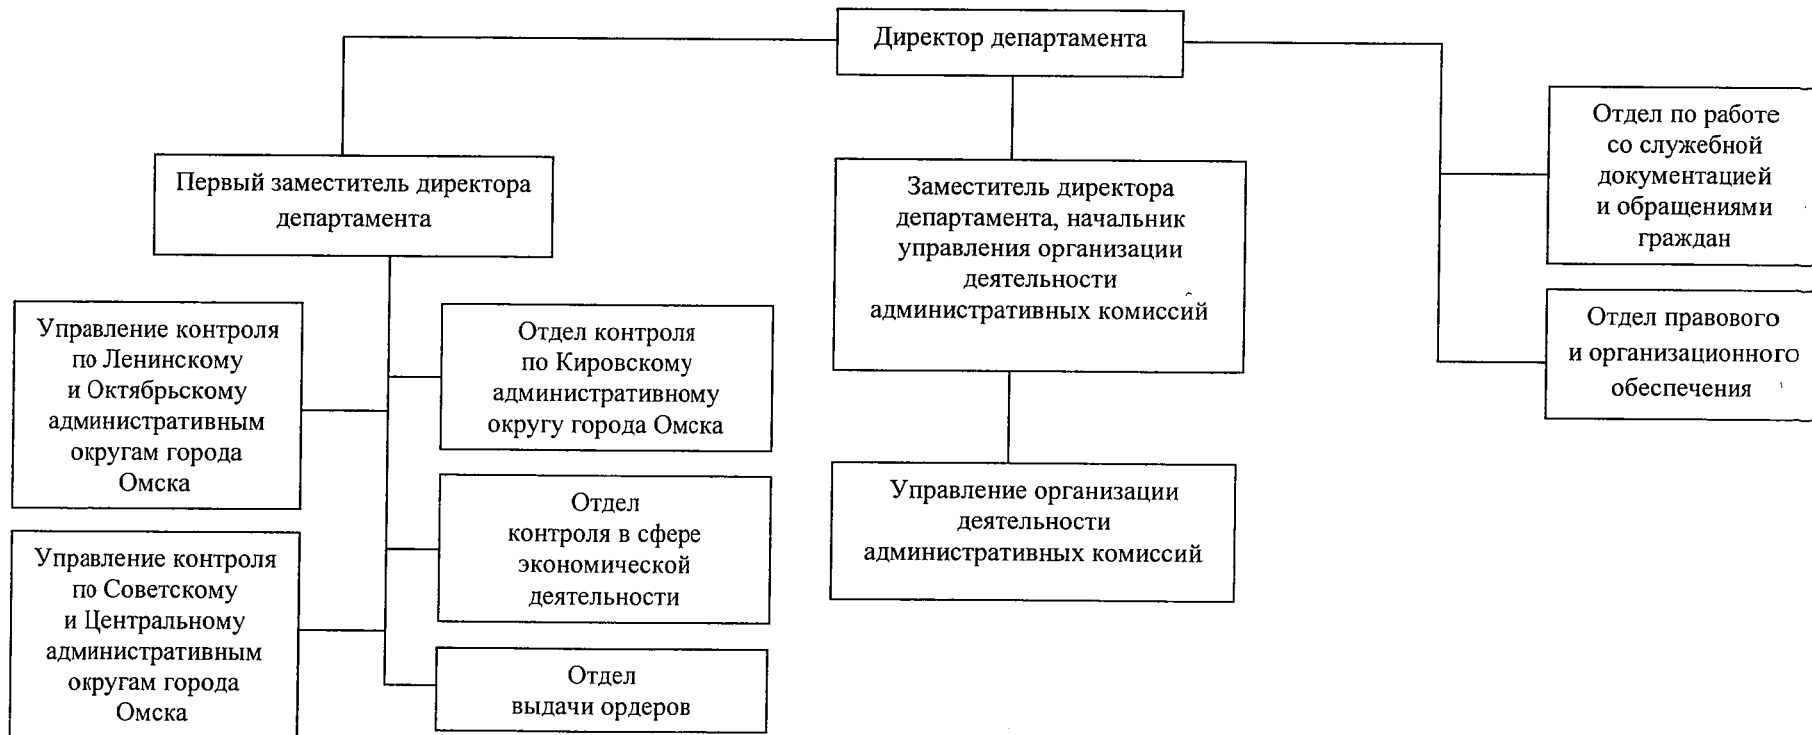 Директор департамента
Первый заместитель директора
департамента
Заместитель директора
департамента, начальник
управления организации
деятельности
административных комиссий
Отдел по работе
со служебной
документацией
и обращениями
граждан
Отдел правового
и организационного
обеспечения
Управление контроля
по Ленинскому
и Октябрьскому
административным
округам города
Омска
Отдел контроля
по Кировскому
административному
округу города Омска
Управление организации
деятельности
административных комиссий
Отдел
контроля в сфере
экономической
деятельности
Управление контроля
по Советскому
и Центральному
административным
округам города
Омска
Отдел
выдачи ордеров